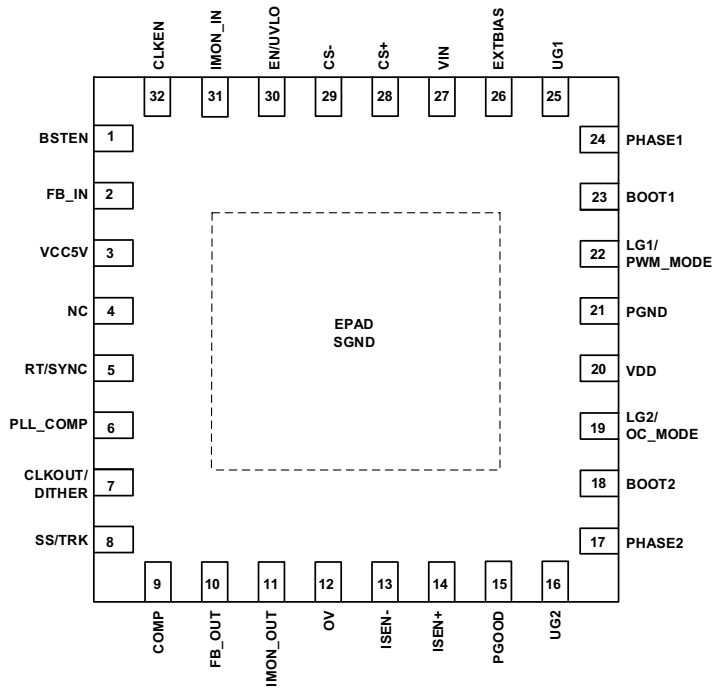 CLKEN
IMON_IN
EN/UVLO
CS-
CS+
VIN
EXTBIAS
UG1
32
31
30
29
28
27
26
25
BSTEN 1
FB_IN 2
VCC5V 3
NC 4
RT/SYNC 5
PLL_COMP 6
CLKOUT/
DITHER
7
SS/TRK 8
EPAD
SGND
24 PHASE1
23 BOOT1
22
LG1/
PWM_MODE
21 PGND
20 VDD
19
LG2/
OC_MODE
18 BOOT2
17 PHASE2
9
10
11
12
13
14
15
16
COMP
FB_OUT
IMON_OUT
OV
ISEN-
ISEN+
PGOOD
UG2